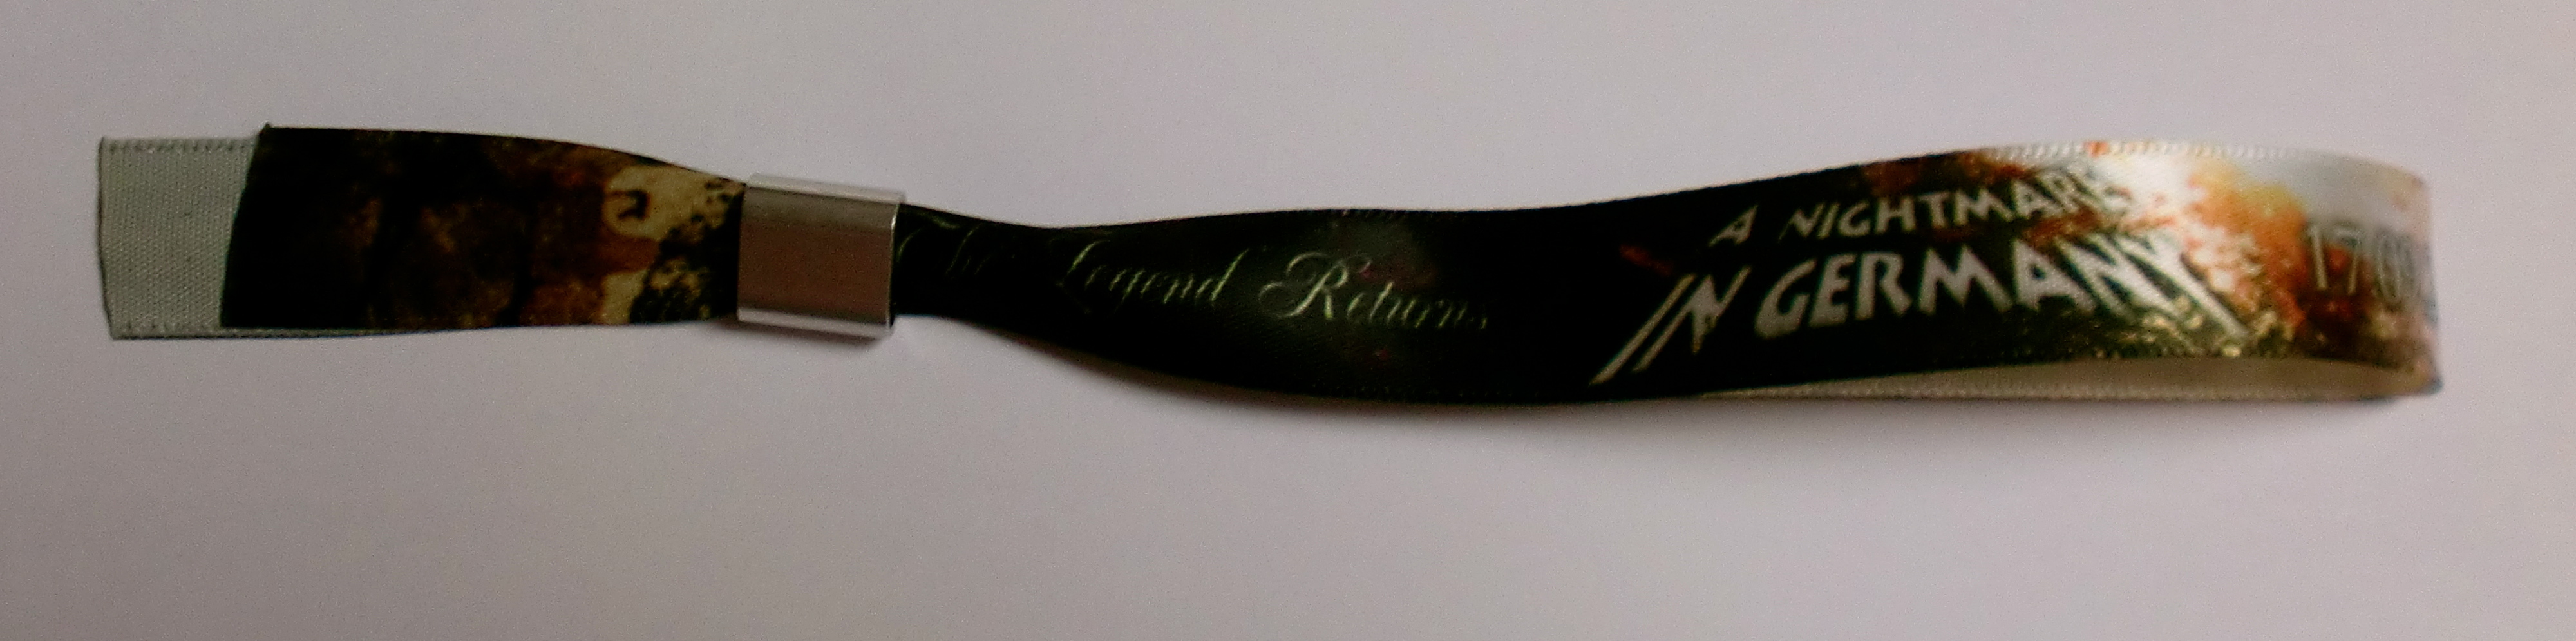 The Legend Returns
A NIGHTMARE
IN GERMANY